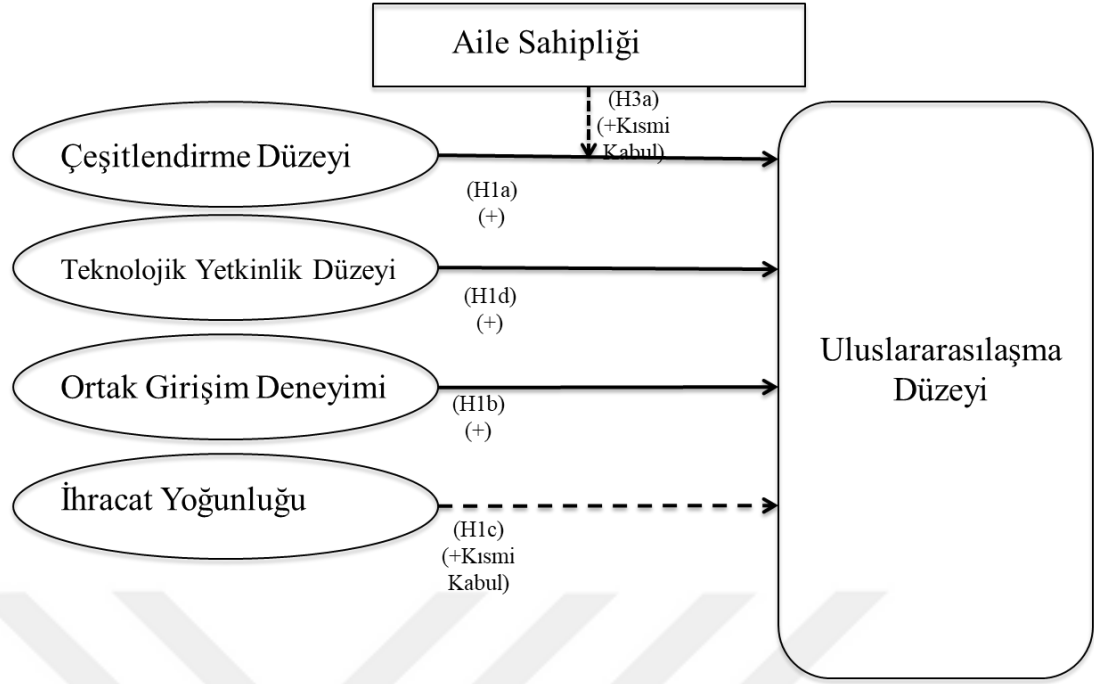 Aile Sahipliği
(H3a)
(+Kısmi
Kabul)
Çeşitlendirme Düzeyi
(H1a)
(+)
Teknolojik Yetkinlik Düzeyi
(H1d)
(+)
Ortak Girişim Deneyimi
(H1b)
(+)
İhracat Yoğunluğu
(H1c)
(+Kısmi
Kabul)
Uluslararasılaşma
Düzeyi